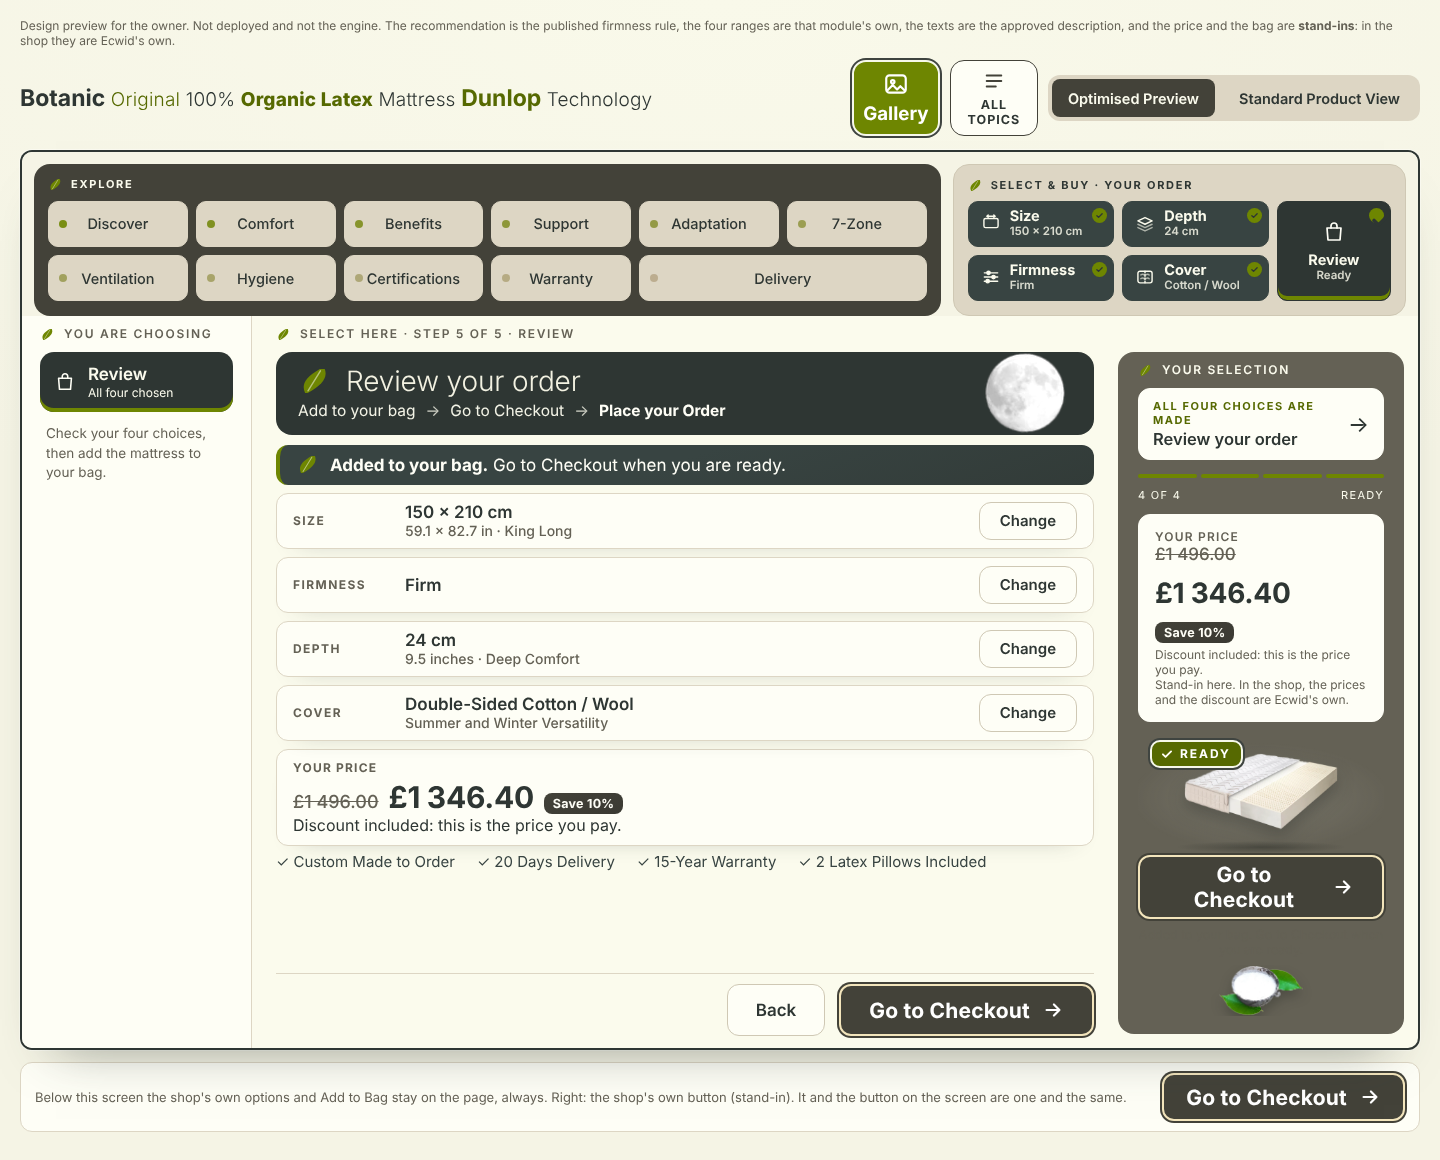 Design preview for the owner. Not deployed and not the engine. The recommendation is the published firmness rule, the four ranges are that module's own, the texts are the approved description, and the price and the bag are stand-ins: in the
shop they are Ecwid's own.
Botanic Original 100% Organic Latex Mattress Dunlop Technology
Gallery
ALL
TOPICS
Optimised Preview
Standard Product View
EXPLORE
Discover
Comfort
Benefits
Support
Adaptation
7-Zone
Ventilation
Hygiene
Certifications
Warranty
Delivery
SELECT & BUY · YOUR ORDER
Size
150 × 210 cm
Depth
24 cm
Firmness
Firm
Cover
Cotton / Wool
Review
Ready
YOU ARE CHOOSING
Review
All four chosen
Check your four choices,
then add the mattress to
your bag.
SELECT HERE · STEP 5 OF 5 · REVIEW
Review your order
Add to your bag → Go to Checkout → Place your Order
Added to your bag. Go to Checkout when you are ready.
SIZE
150 × 210 cm
59.1 × 82.7 in · King Long
Change
FIRMNESS
Firm
Change
DEPTH
24 cm
9.5 inches · Deep Comfort
Change
COVER
Double-Sided Cotton / Wool
Summer and Winter Versatility
Change
YOUR PRICE
£1 496.00 £1 346.40 Save 10%
Discount included: this is the price you pay.
✓ Custom Made to Order ✓ 20 Days Delivery ✓ 15-Year Warranty ✓ 2 Latex Pillows Included
Back
Go to Checkout →
YOUR SELECTION
ALL FOUR CHOICES ARE
MADE
Review your order →
4 OF 4
READY
YOUR PRICE
£1 496.00
£1 346.40
Save 10%
Discount included: this is the price
you pay.
Stand-in here. In the shop, the prices
and the discount are Ecwid's own.
✓ READY
Go to
Checkout →
Below this screen the shop's own options and Add to Bag stay on the page, always. Right: the shop's own button (stand-in). It and the button on the screen are one and the same.
Go to Checkout →